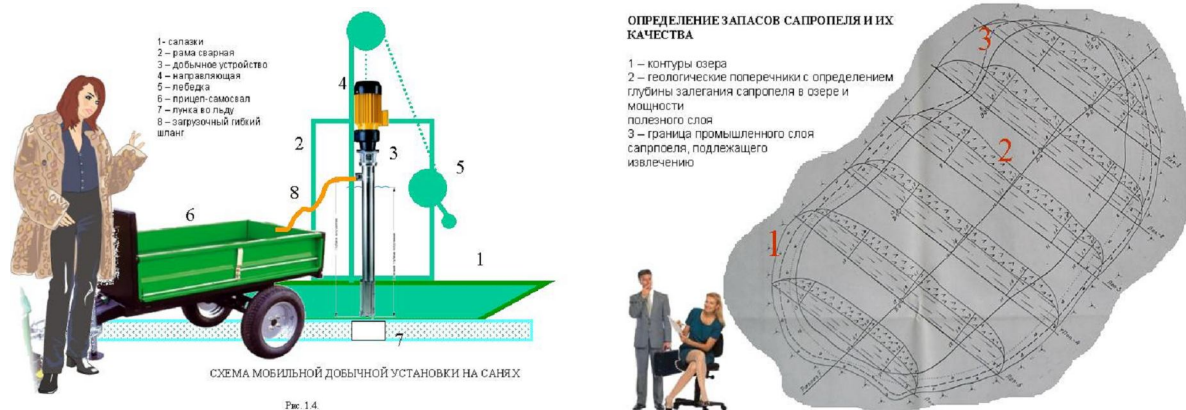 1- салазки
2 – рама сварная
3 – добычное устройство
4 – направляющая
5 – лебедка
6 – прицеп-самосвал
7 – лунка во льду
8 – загрузочный гибкий
шланг
4
2
3
5
8
6
1
7
СХЕМА МОБИЛЬНОЙ ДОБЫЧНОЙ УСТАНОВКИ НА САНЯХ
Рис. 1.4.
ОПРЕДЕЛЕНИЕ ЗАПАСОВ САПРОПЕЛЯ И ИХ
КАЧЕСТВА
1 – контуры озера
2 – геологические поперечники с определением
глубины залегания сапропеля в озере и
мощности
полезного слоя
3 – граница промышленного слоя
сапрпоеля, подлежащего
извлечению
3
2
1